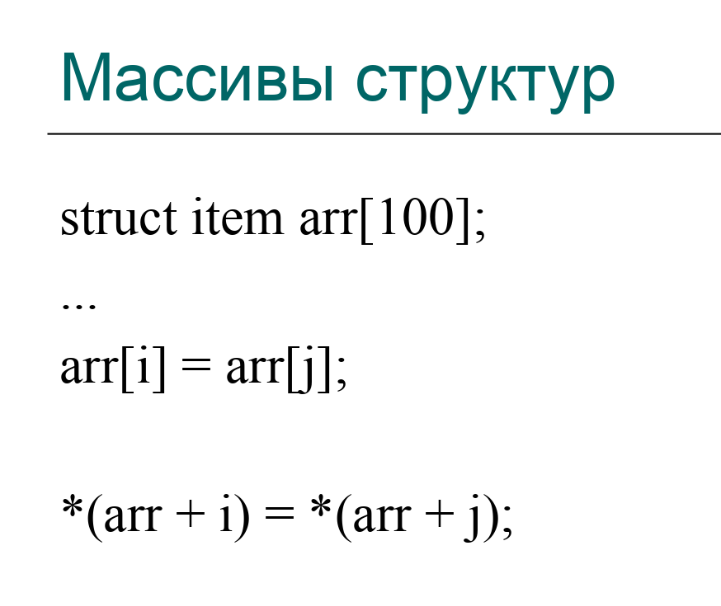 Массивы структур
struct item arr[100];
...
arr[i] = arr[j];
*(arr + i) = *(arr + j);